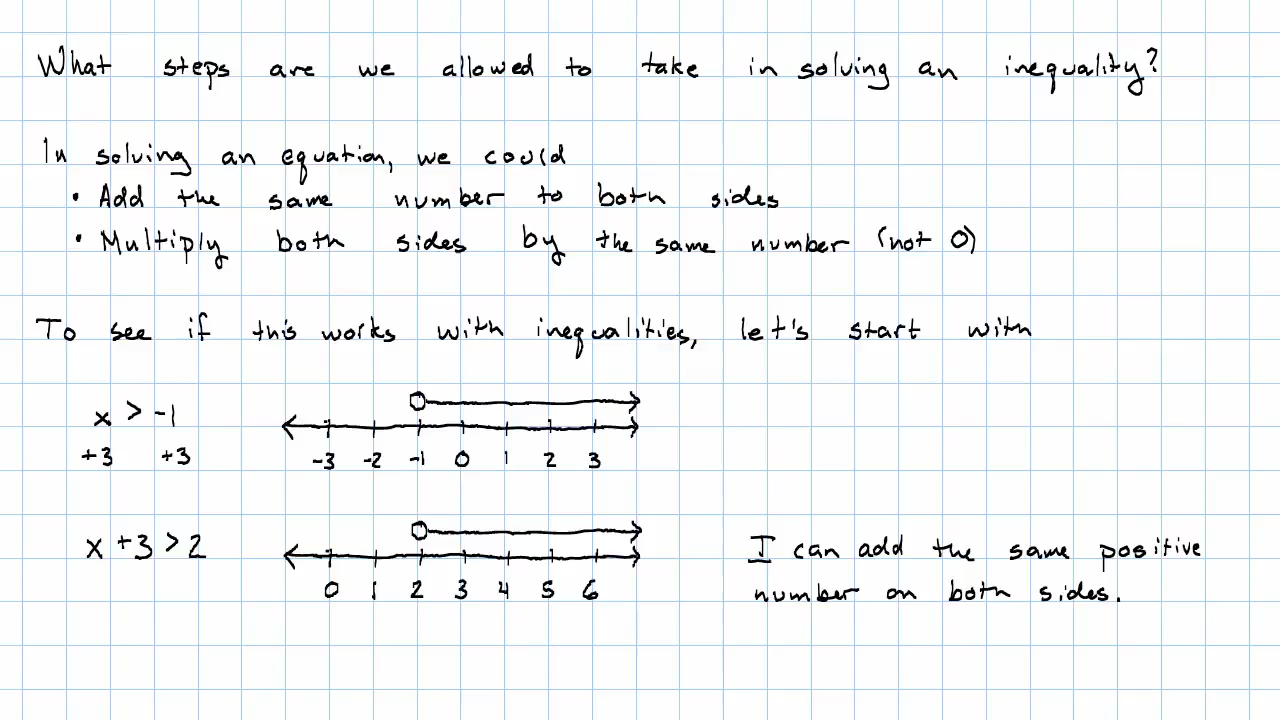 What steps are we allowed to take in solving an inequality?
In solving an equation, we could
• Add the same number to both sides
• Multiply both sides by the same number (not 0)
To see if this works with inequalities, let's start with
x > -1
+3 +3
-3 -2 -1 0 1 2 3
x +3 > 2
0 1 2 3 4 5 6
I can add the same positive
number on both sides.